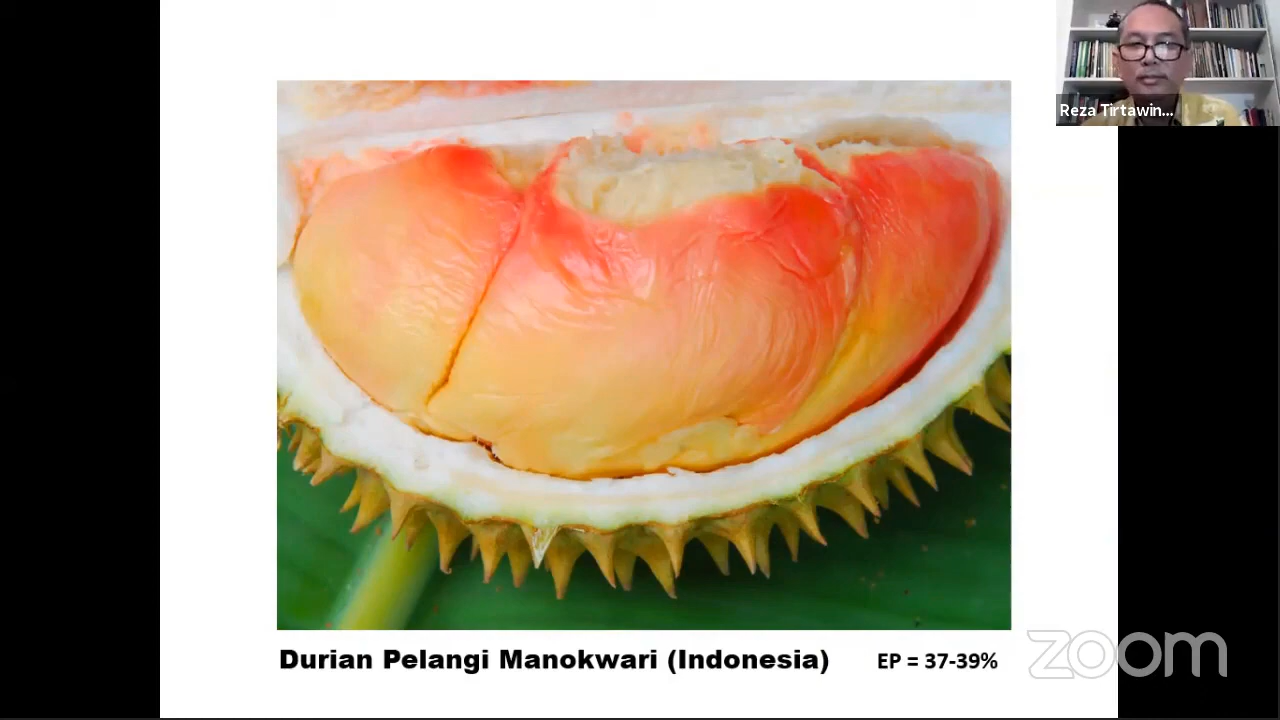 Reza Tirtawin...
Durian Pelangi Manokwari (Indonesia) EP = 37-39%
zoom